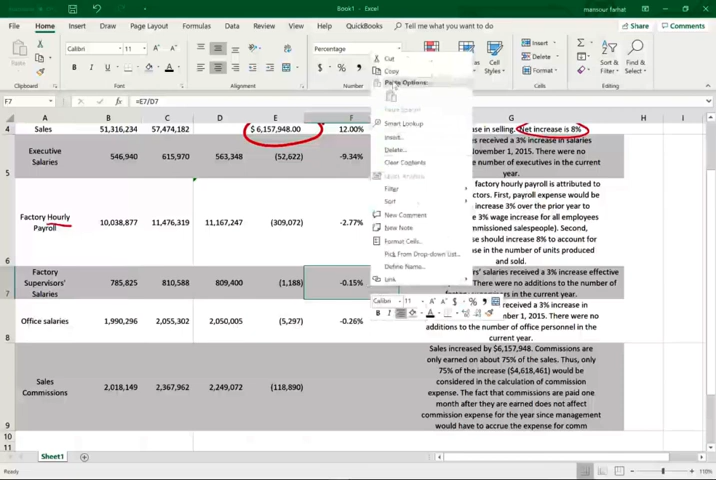 Book1 - Excel
mansour farhat
File Home Insert Draw Page Layout Formulas Data Review View Help QuickBooks Tell me what you want to do Share Comments
Calibri 11 Percentage
Paste B I U $ % Cells Insert Delete Format Sort & Filter Find & Select
Clipboard Font Alignment Cells Editing
F7 =E7/D7
A B C D E F G H I
4 Sales 51,316,234 57,474,182 $ 6,157,948.00 12.00% ase in selling. Net increase is 8%
5 Executive Salaries 546,940 615,970 563,348 (52,622) -9.34%
s received a 3% increase in salaries
ovember 1, 2015. There were no
ncrease in the number of executives in the current
year.
6 Factory Hourly Payroll 10,038,877 11,476,319 11,167,247 (309,072) -2.77%
factory hourly payroll is attributed to
ctors. First, payroll expense would be
ncrease 3% over the prior year to
e 3% wage increase for all employees
mmissioned salespeople). Second,
se should increase 8% to account for
ease in the number of units produced
and sold.
7 Factory Supervisors' Salaries 785,825 810,588 809,400 (1,188) -0.15%
rs' salaries received a 3% increase effective
in the current year.
8 Office salaries 1,990,296 2,055,302 2,050,005 (5,297) -0.26%
received a 3% increase
mber 1, 2015. There were no
additions to the number of office personnel in the
current year.
9 Sales Commissions 2,018,149 2,367,962 2,249,072 (118,890)
Sales increased by $6,157,948. Commissions are
only earned on about 75% of the sales. Thus, only
75% of the increase ($4,618,461) would be
considered in the calculation of commission
expense. The fact that commissions are paid one
month after they are earned does not affect
commission expense for the year since management
would have to accrue the expense for comm
10
11
Cut
Copy
Paste Options:
Paste Special...
Smart Lookup
Insert...
Delete...
Clear Contents
Quick Analysis
Filter
Sort
New Comment
New Note
Format Cells...
Pick From Drop-down List...
Define Name...
Link
Calibri 11 $ % B I
Sheet1
Ready